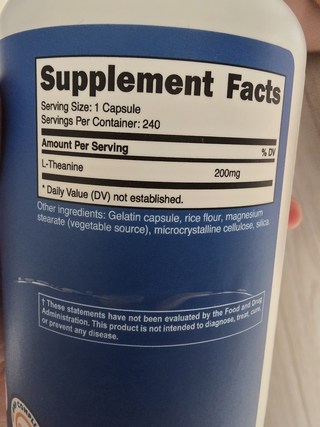 Supplement Facts
Serving Size: 1 Capsule
Servings Per Container: 240
Amount Per Serving % DV
L-Theanine 200mg
* Daily Value (DV) not established.
Other ingredients: Gelatin capsule, rice flour, magnesium
stearate (vegetable source), microcrystalline cellulose, silica.
† These statements have not been evaluated by the Food and Drug
Administration. This product is not intended to diagnose, treat, cure,
or prevent any disease.